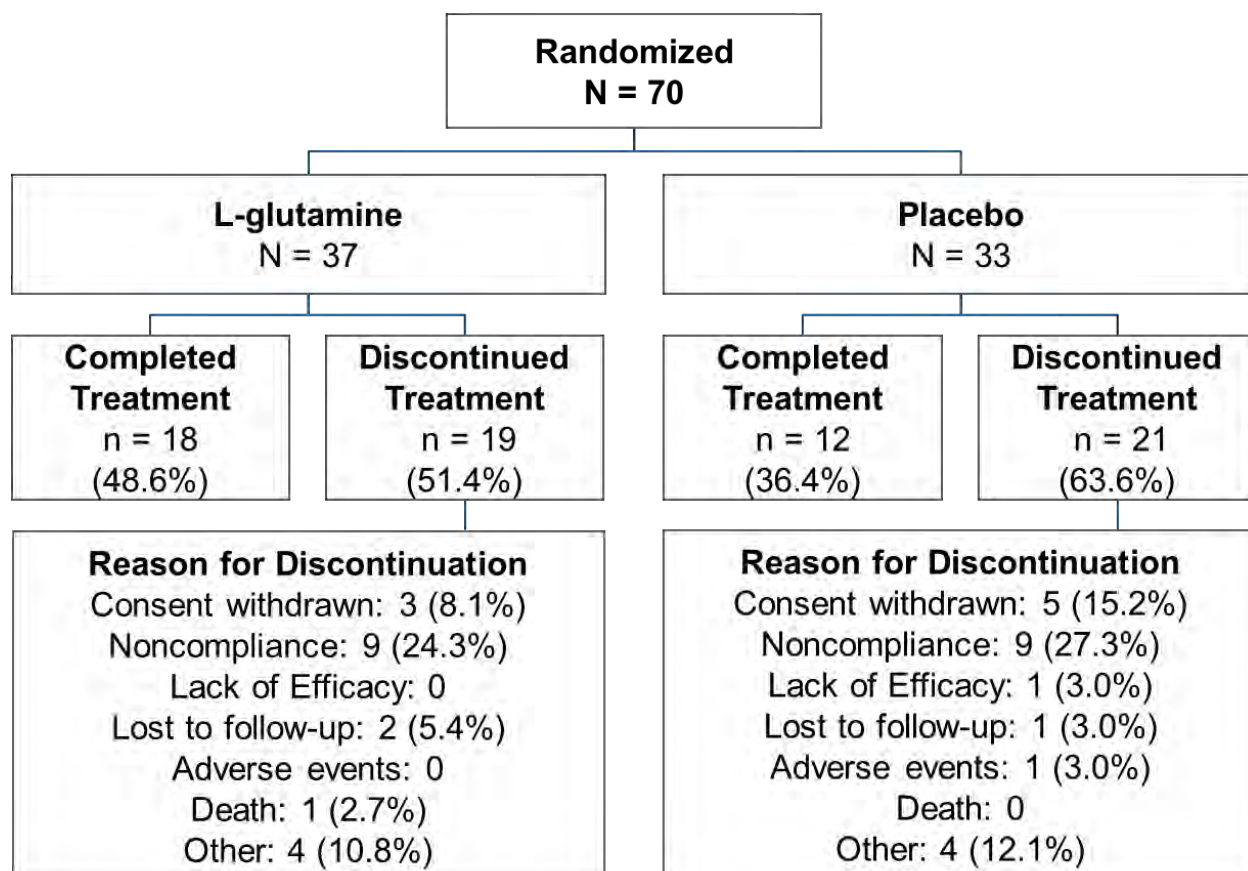 Randomized
N = 70
L-glutamine
N = 37
Placebo
N = 33
Completed
Treatment
n = 18
(48.6%)
Discontinued
Treatment
n = 19
(51.4%)
Completed
Treatment
n = 12
(36.4%)
Discontinued
Treatment
n = 21
(63.6%)
Reason for Discontinuation
Consent withdrawn: 3 (8.1%)
Noncompliance: 9 (24.3%)
Lack of Efficacy: 0
Lost to follow-up: 2 (5.4%)
Adverse events: 0
Death: 1 (2.7%)
Other: 4 (10.8%)
Reason for Discontinuation
Consent withdrawn: 5 (15.2%)
Noncompliance: 9 (27.3%)
Lack of Efficacy: 1 (3.0%)
Lost to follow-up: 1 (3.0%)
Adverse events: 1 (3.0%)
Death: 0
Other: 4 (12.1%)